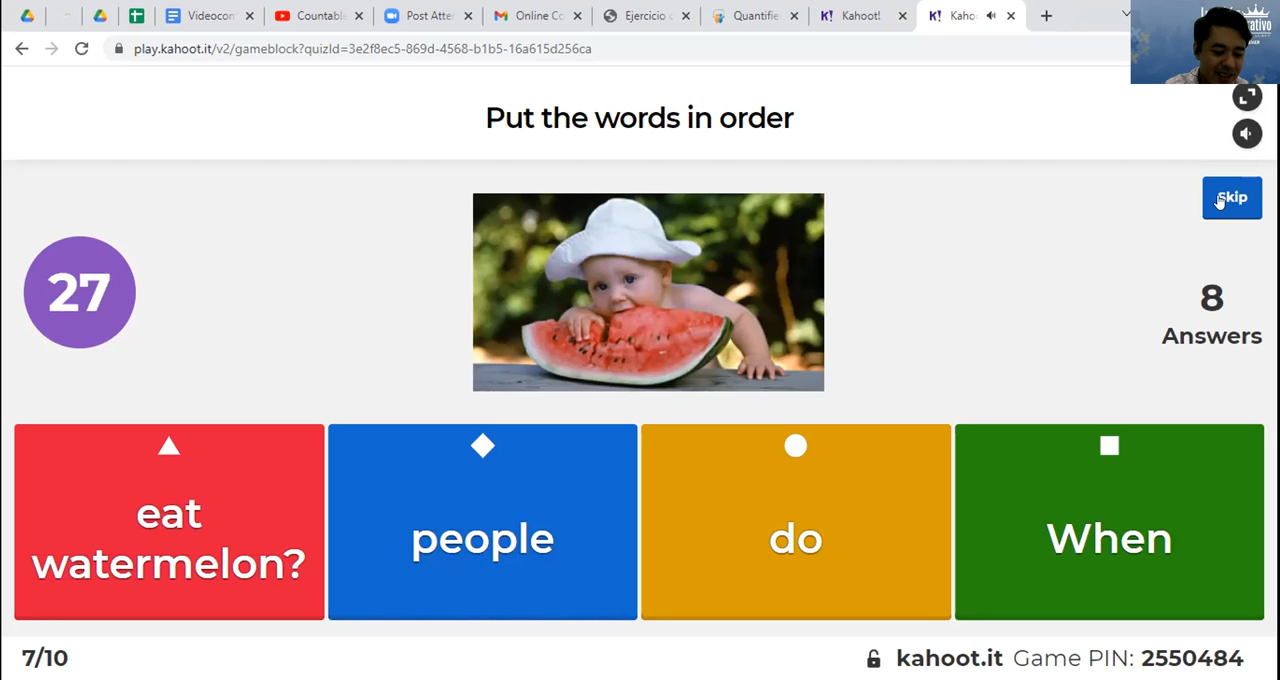 Videocon
Countable
Post Atte
Online Co
Ejercicio
Quantifie
Kahoot!
Kaho
play.kahoot.it/v2/gameblock?quizId=3e2f8ec5-869d-4568-b1b5-16a615d256ca
Put the words in order
Skip
27
8
Answers
eat
watermelon?
people
do
When
7/10
kahoot.it Game PIN: 2550484